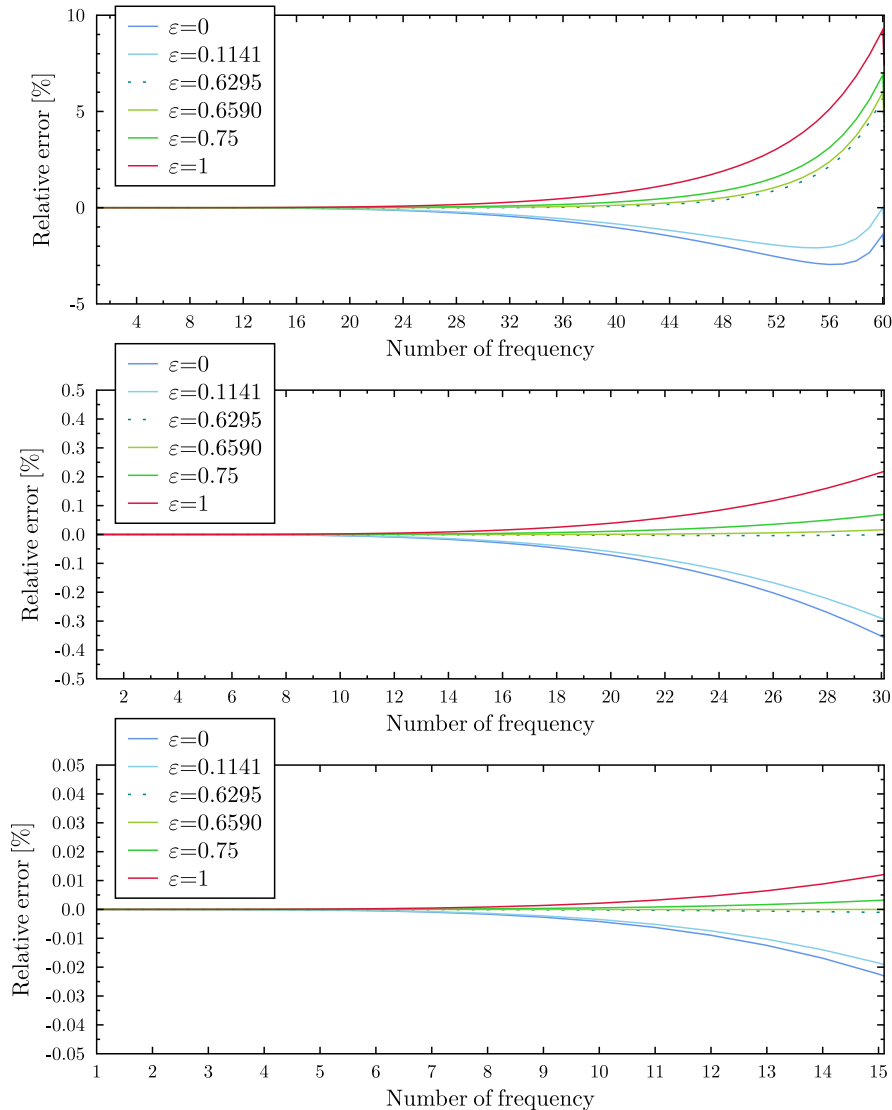 Relative error [%]
10
5
0
-5
ε=0
ε=0.1141
ε=0.6295
ε=0.6590
ε=0.75
ε=1
4 8 12 16 20 24 28 32 36 40 44 48 52 56 60
Number of frequency
Relative error [%]
0.5
0.4
0.3
0.2
0.1
0.0
-0.1
-0.2
-0.3
-0.4
-0.5
ε=0
ε=0.1141
ε=0.6295
ε=0.6590
ε=0.75
ε=1
2 4 6 8 10 12 14 16 18 20 22 24 26 28 30
Number of frequency
Relative error [%]
0.05
0.04
0.03
0.02
0.01
0.0
-0.01
-0.02
-0.03
-0.04
-0.05
ε=0
ε=0.1141
ε=0.6295
ε=0.6590
ε=0.75
ε=1
1 2 3 4 5 6 7 8 9 10 11 12 13 14 15
Number of frequency